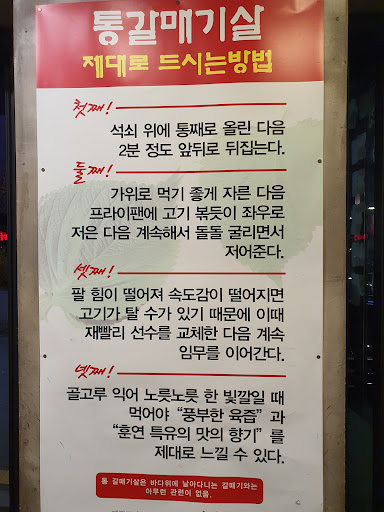 통갈매기살
제대로 드시는방법
첫째!
석쇠 위에 통째로 올린 다음
2분 정도 앞뒤로 뒤집는다.
둘째!
가위로 먹기 좋게 자른 다음
프라이팬에 고기 볶듯이 좌우로
저은 다음 계속해서 돌돌 굴리면서
저어준다.
셋째!
팔 힘이 떨어져 속도감이 떨어지면
고기가 탈 수가 있기 때문에 이때
재빨리 선수를 교체한 다음 계속
임무를 이어간다.
넷째!
골고루 익어 노릇노릇 한 빛깔일 때
먹어야 “풍부한 육즙” 과
“훈연 특유의 맛의 향기” 를
제대로 느낄 수 있다.
통 갈매기살은 바다위에 날아다니는 갈매기와는
아무런 관련이 없음.